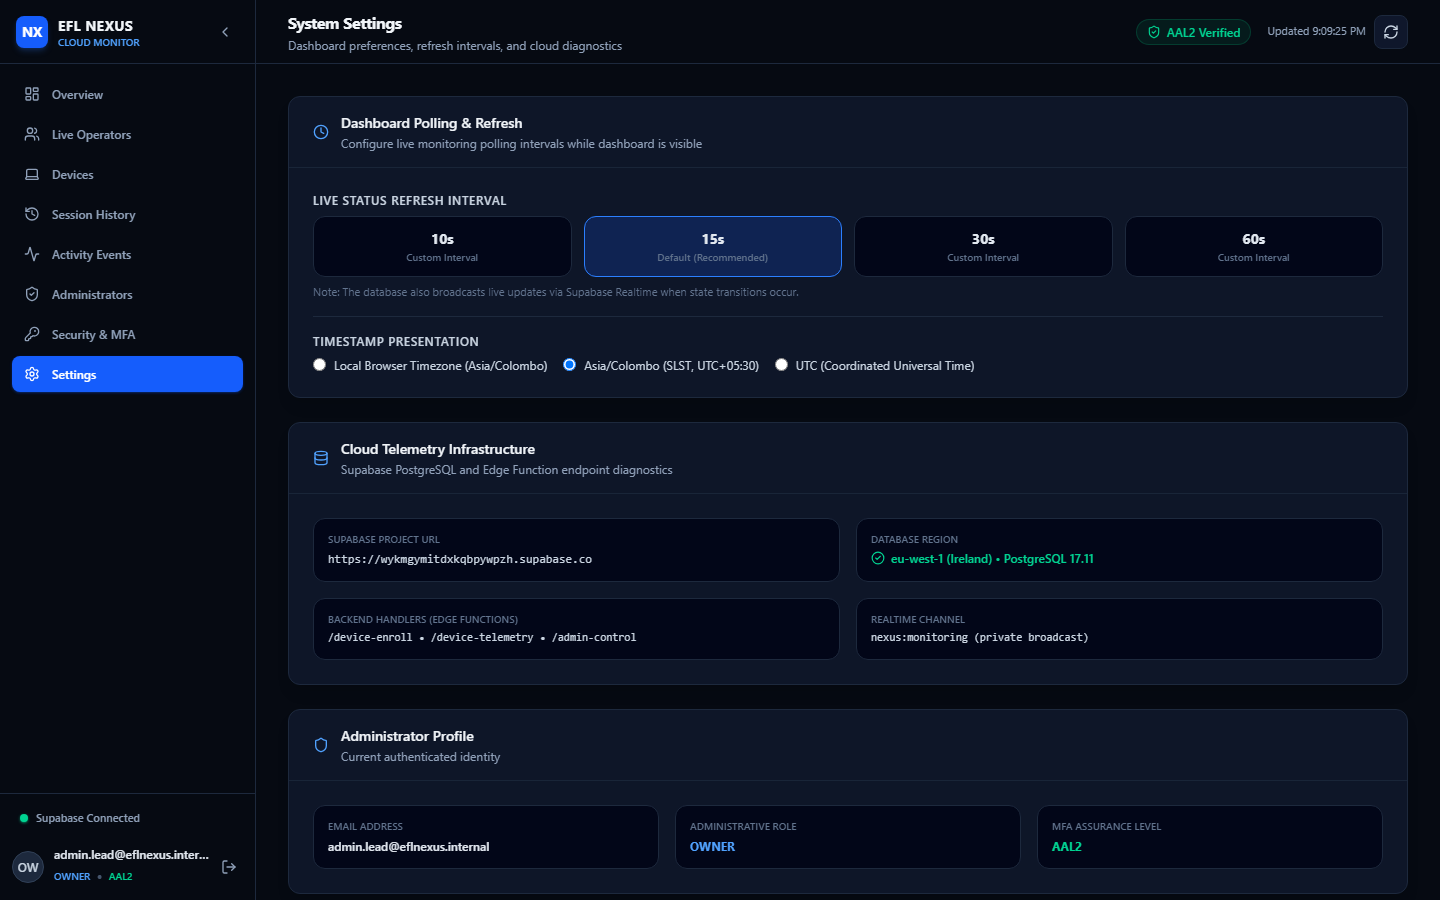 NX
EFL NEXUS
CLOUD MONITOR
Overview
Live Operators
Devices
Session History
Activity Events
Administrators
Security & MFA
Settings
Supabase Connected
OW
admin.lead@eflnexus.inter...
OWNER • AAL2
System Settings
Dashboard preferences, refresh intervals, and cloud diagnostics
AAL2 Verified
Updated 9:09:25 PM
Dashboard Polling & Refresh
Configure live monitoring polling intervals while dashboard is visible
LIVE STATUS REFRESH INTERVAL
10s
Custom Interval
15s
Default (Recommended)
30s
Custom Interval
60s
Custom Interval
Note: The database also broadcasts live updates via Supabase Realtime when state transitions occur.
TIMESTAMP PRESENTATION
Local Browser Timezone (Asia/Colombo)
Asia/Colombo (SLST, UTC+05:30)
UTC (Coordinated Universal Time)
Cloud Telemetry Infrastructure
Supabase PostgreSQL and Edge Function endpoint diagnostics
SUPABASE PROJECT URL
https://wykmgymitdxkqbpywpzh.supabase.co
DATABASE REGION
eu-west-1 (Ireland) • PostgreSQL 17.11
BACKEND HANDLERS (EDGE FUNCTIONS)
/device-enroll • /device-telemetry • /admin-control
REALTIME CHANNEL
nexus:monitoring (private broadcast)
Administrator Profile
Current authenticated identity
EMAIL ADDRESS
admin.lead@eflnexus.internal
ADMINISTRATIVE ROLE
OWNER
MFA ASSURANCE LEVEL
AAL2